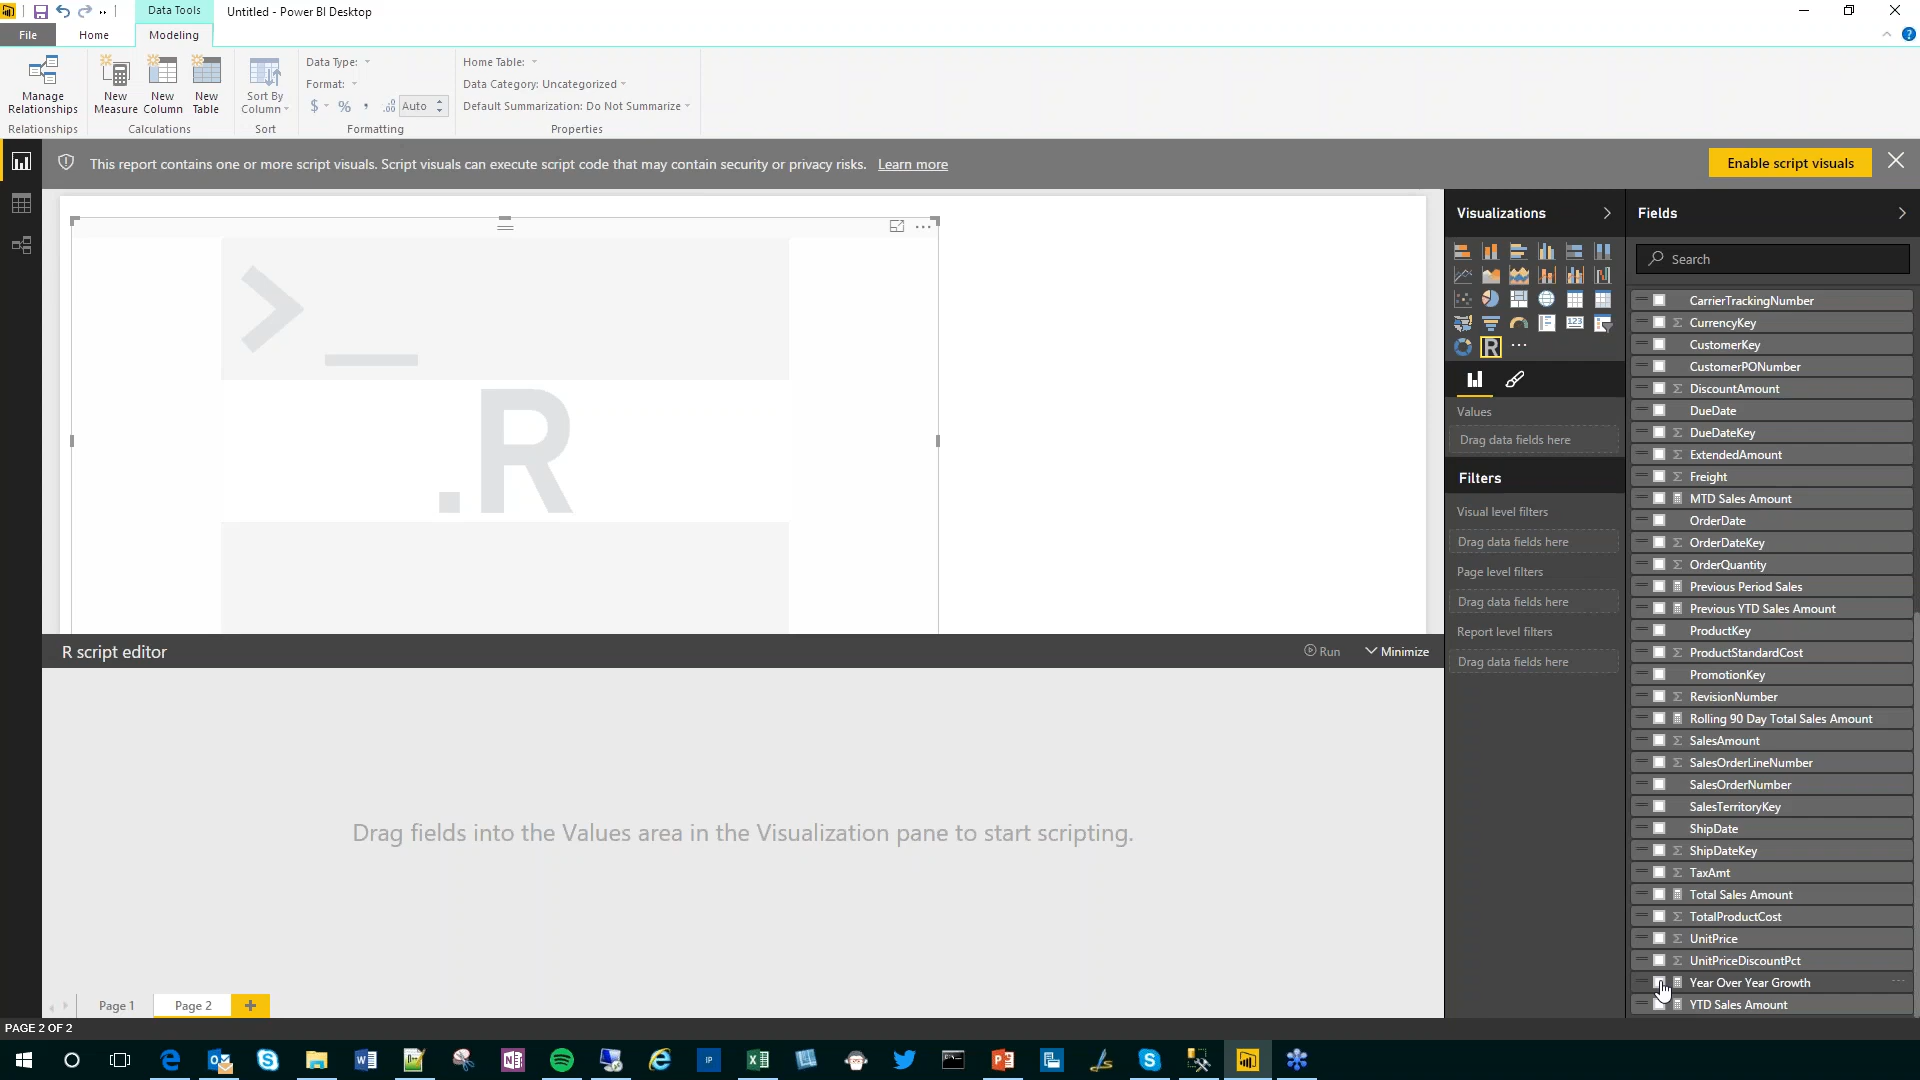 Data Tools
Untitled - Power BI Desktop
File
Home
Modeling
Manage
Relationships
New
Measure
New
Column
New
Table
Sort By
Column
Data Type:
Format:
$ % , .00 Auto
Home Table:
Data Category: Uncategorized
Default Summarization: Do Not Summarize
Relationships
Calculations
Sort
Formatting
Properties
This report contains one or more script visuals. Script visuals can execute script code that may contain security or privacy risks. Learn more
Enable script visuals
>_
.R
R script editor
Run
Minimize
Drag fields into the Values area in the Visualization pane to start scripting.
Page 1
Page 2
+
PAGE 2 OF 2
Visualizations
123
R
...
Values
Drag data fields here
Filters
Visual level filters
Drag data fields here
Page level filters
Drag data fields here
Report level filters
Drag data fields here
Fields
Search
CarrierTrackingNumber
Σ CurrencyKey
CustomerKey
CustomerPONumber
Σ DiscountAmount
DueDate
Σ DueDateKey
Σ ExtendedAmount
Σ Freight
MTD Sales Amount
OrderDate
Σ OrderDateKey
Σ OrderQuantity
Previous Period Sales
Previous YTD Sales Amount
ProductKey
Σ ProductStandardCost
PromotionKey
Σ RevisionNumber
Rolling 90 Day Total Sales Amount
Σ SalesAmount
Σ SalesOrderLineNumber
SalesOrderNumber
SalesTerritoryKey
ShipDate
Σ ShipDateKey
Σ TaxAmt
Total Sales Amount
Σ TotalProductCost
Σ UnitPrice
Σ UnitPriceDiscountPct
Year Over Year Growth
YTD Sales Amount